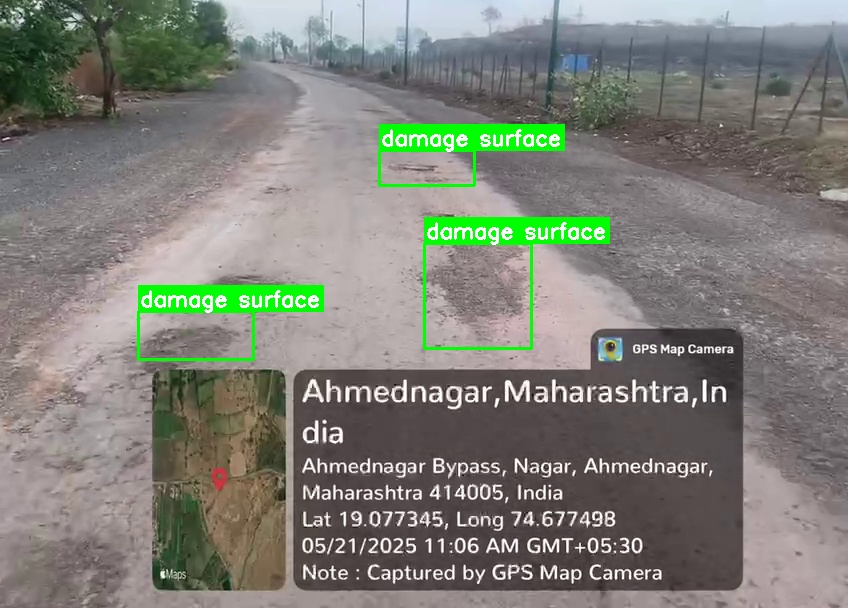 damage surface
damage surface
damage surface
GPS Map Camera
Ahmednagar,Maharashtra,In
dia
Ahmednagar Bypass, Nagar, Ahmednagar,
Maharashtra 414005, India
Lat 19.077345, Long 74.677498
05/21/2025 11:06 AM GMT+05:30
Note : Captured by GPS Map Camera
Maps